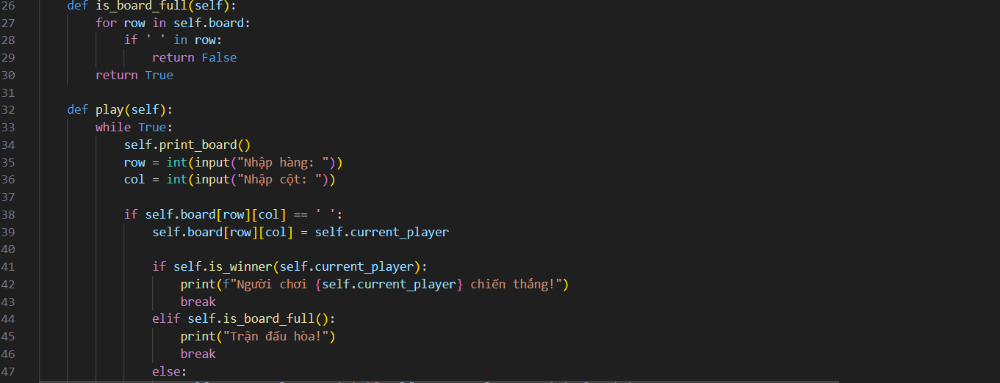 26 def is_board_full(self):
27 for row in self.board:
28 if ' ' in row:
29 return False
30 return True
31
32 def play(self):
33 while True:
34 self.print_board()
35 row = int(input("Nhập hàng: "))
36 col = int(input("Nhập cột: "))
37
38 if self.board[row][col] == ' ':
39 self.board[row][col] = self.current_player
40
41 if self.is_winner(self.current_player):
42 print(f"Người chơi {self.current_player} chiến thắng!")
43 break
44 elif self.is_board_full():
45 print("Trận đấu hòa!")
46 break
47 else: